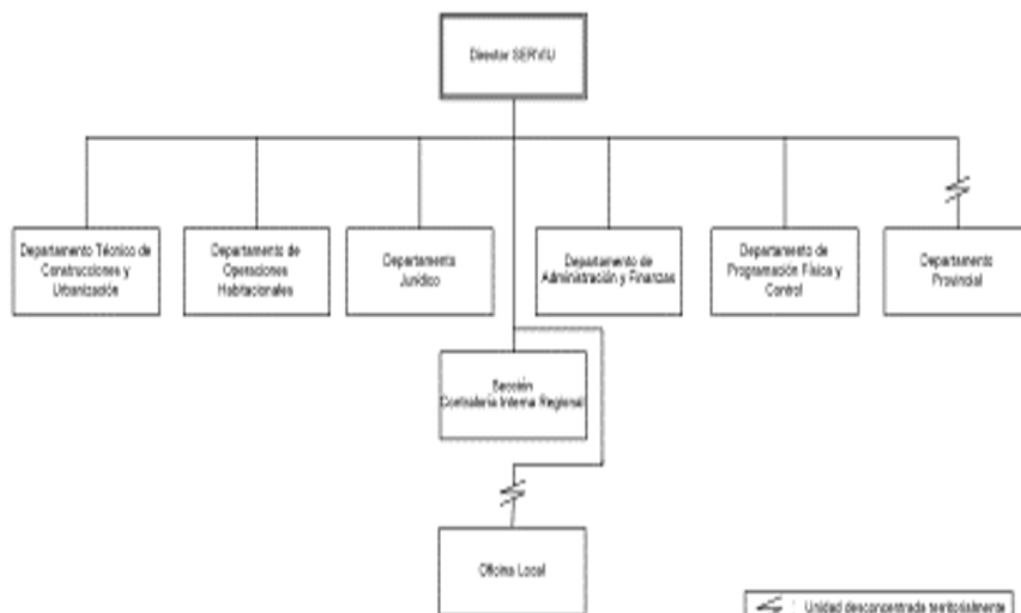 Director SERVIU
Departamento Técnico de
Construcciones y
Urbanización
Departamento de
Operaciones
Habitacionales
Departamento
Jurídico
Departamento de
Administración y Finanzas
Departamento de
Programación Física y
Control
Departamento
Provincial
Sección
Contraloría Interna Regional
Oficina Local
: Unidad desconcentrada territorialmente